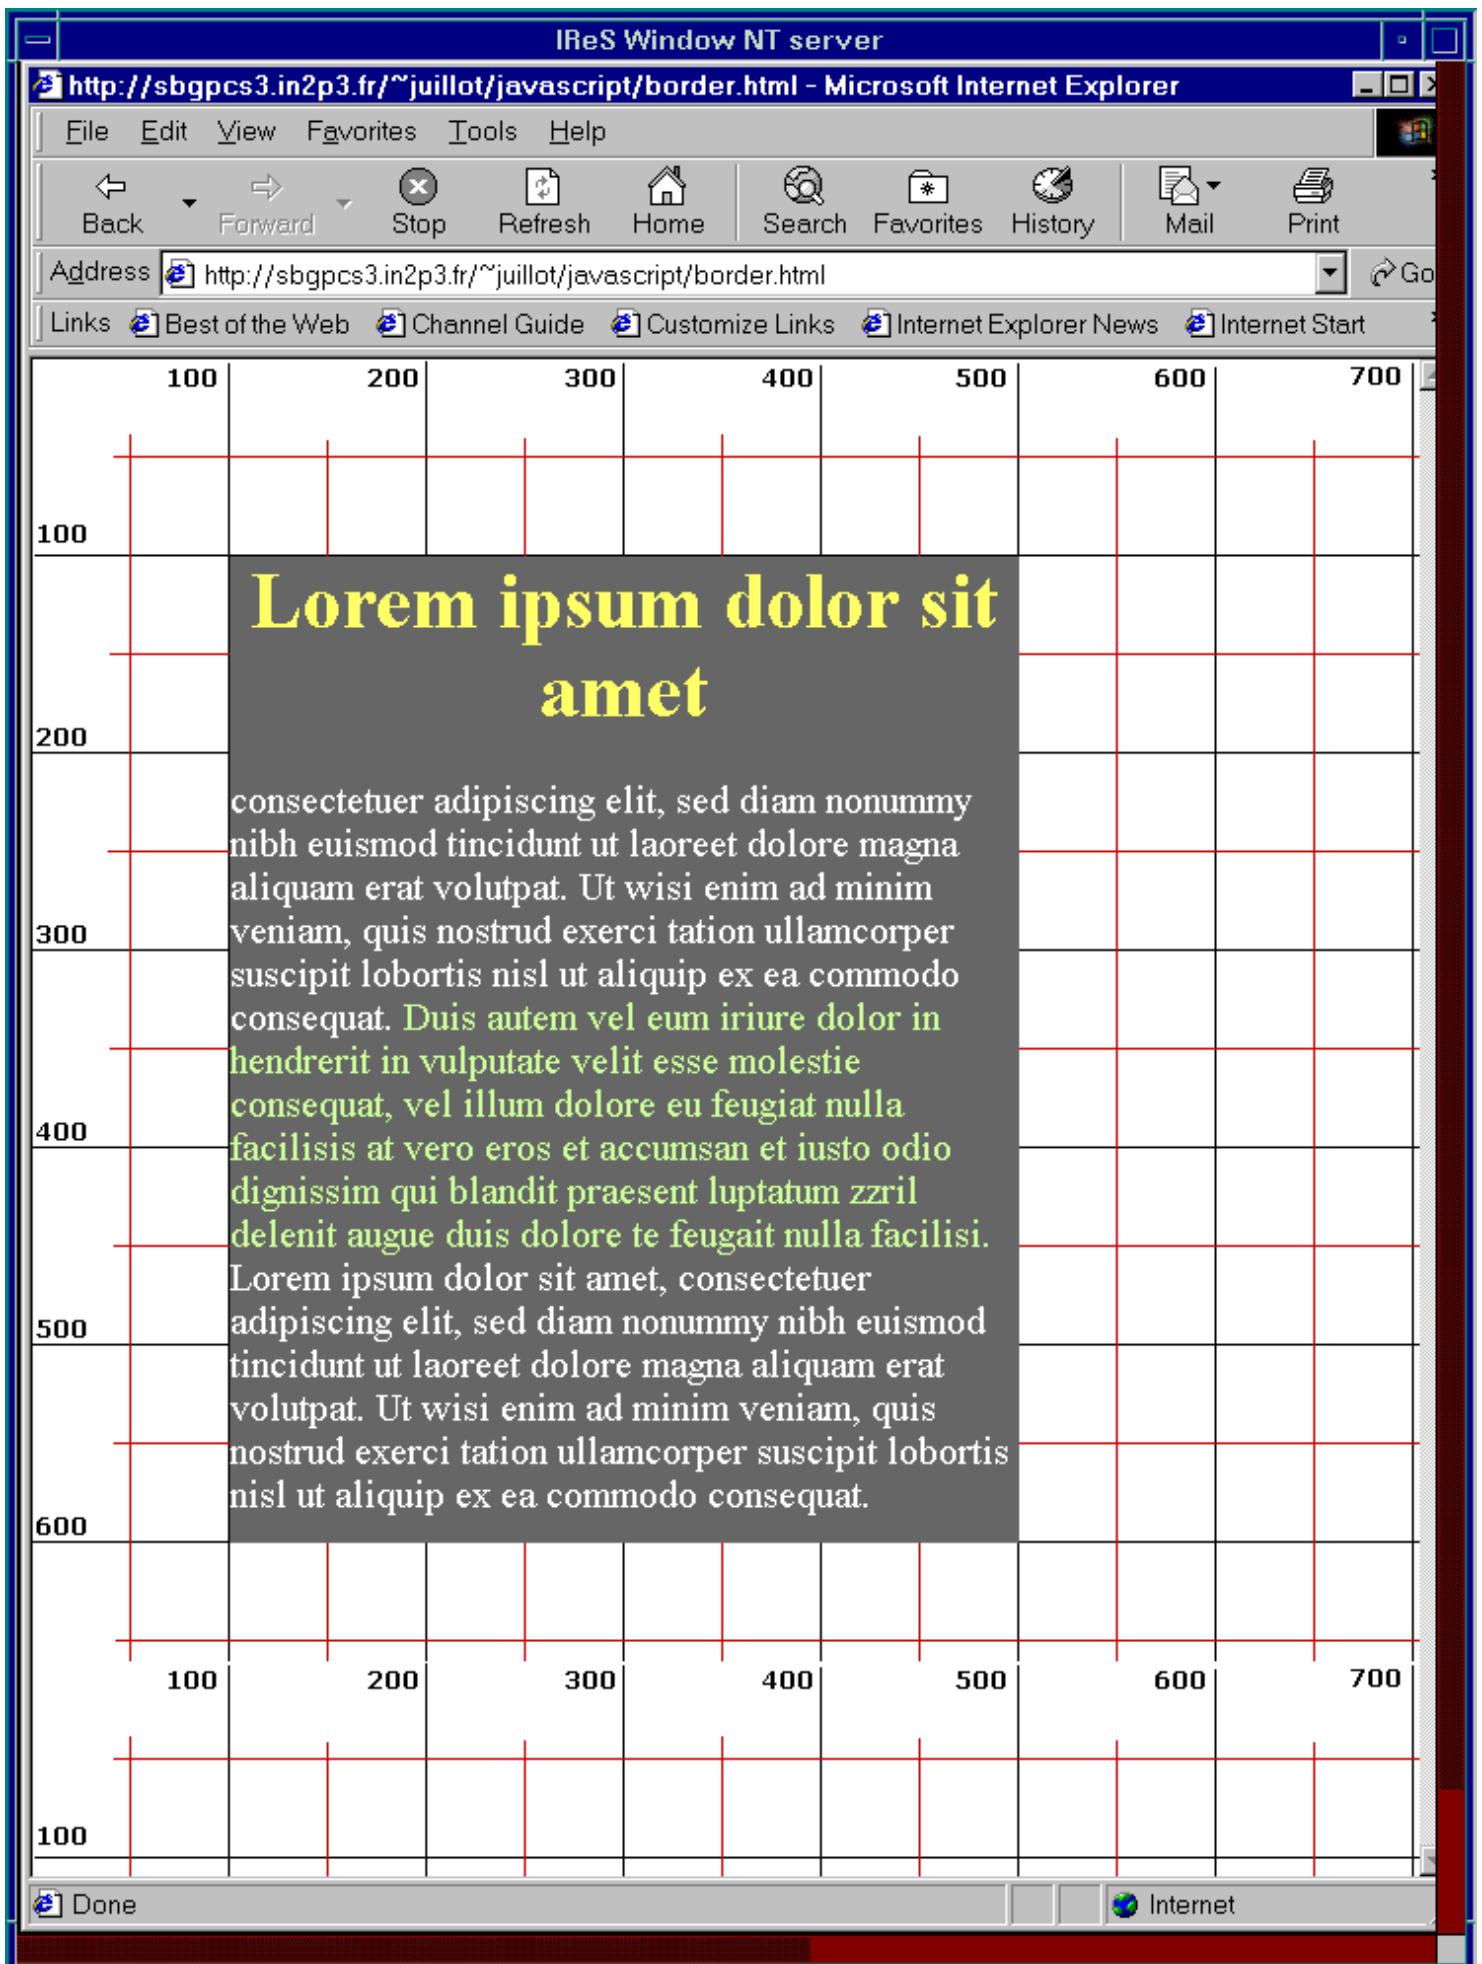 IReS Window NT server
http://sbgpcs3.in2p3.fr/~juillot/javascript/border.html - Microsoft Internet Explorer
File Edit View Favorites Tools Help
Back Forward Stop Refresh Home Search Favorites History Mail Print
Address http://sbgpcs3.in2p3.fr/~juillot/javascript/border.html Go
Links Best of the Web Channel Guide Customize Links Internet Explorer News Internet Start
100 200 300 400 500 600 700
100
Lorem ipsum dolor sit
amet
200
consectetuer adipiscing elit, sed diam nonummy
nibh euismod tincidunt ut laoreet dolore magna
aliquam erat volutpat. Ut wisi enim ad minim
300 veniam, quis nostrud exerci tation ullamcorper
suscipit lobortis nisl ut aliquip ex ea commodo
consequat. Duis autem vel eum iriure dolor in
hendrerit in vulputate velit esse molestie
consequat, vel illum dolore eu feugiat nulla
400
facilisis at vero eros et accumsan et iusto odio
dignissim qui blandit praesent luptatum zzril
delenit augue duis dolore te feugait nulla facilisi.
Lorem ipsum dolor sit amet, consectetuer
500 adipiscing elit, sed diam nonummy nibh euismod
tincidunt ut laoreet dolore magna aliquam erat
volutpat. Ut wisi enim ad minim veniam, quis
nostrud exerci tation ullamcorper suscipit lobortis
nisl ut aliquip ex ea commodo consequat.
600
100 200 300 400 500 600 700
100
Done Internet